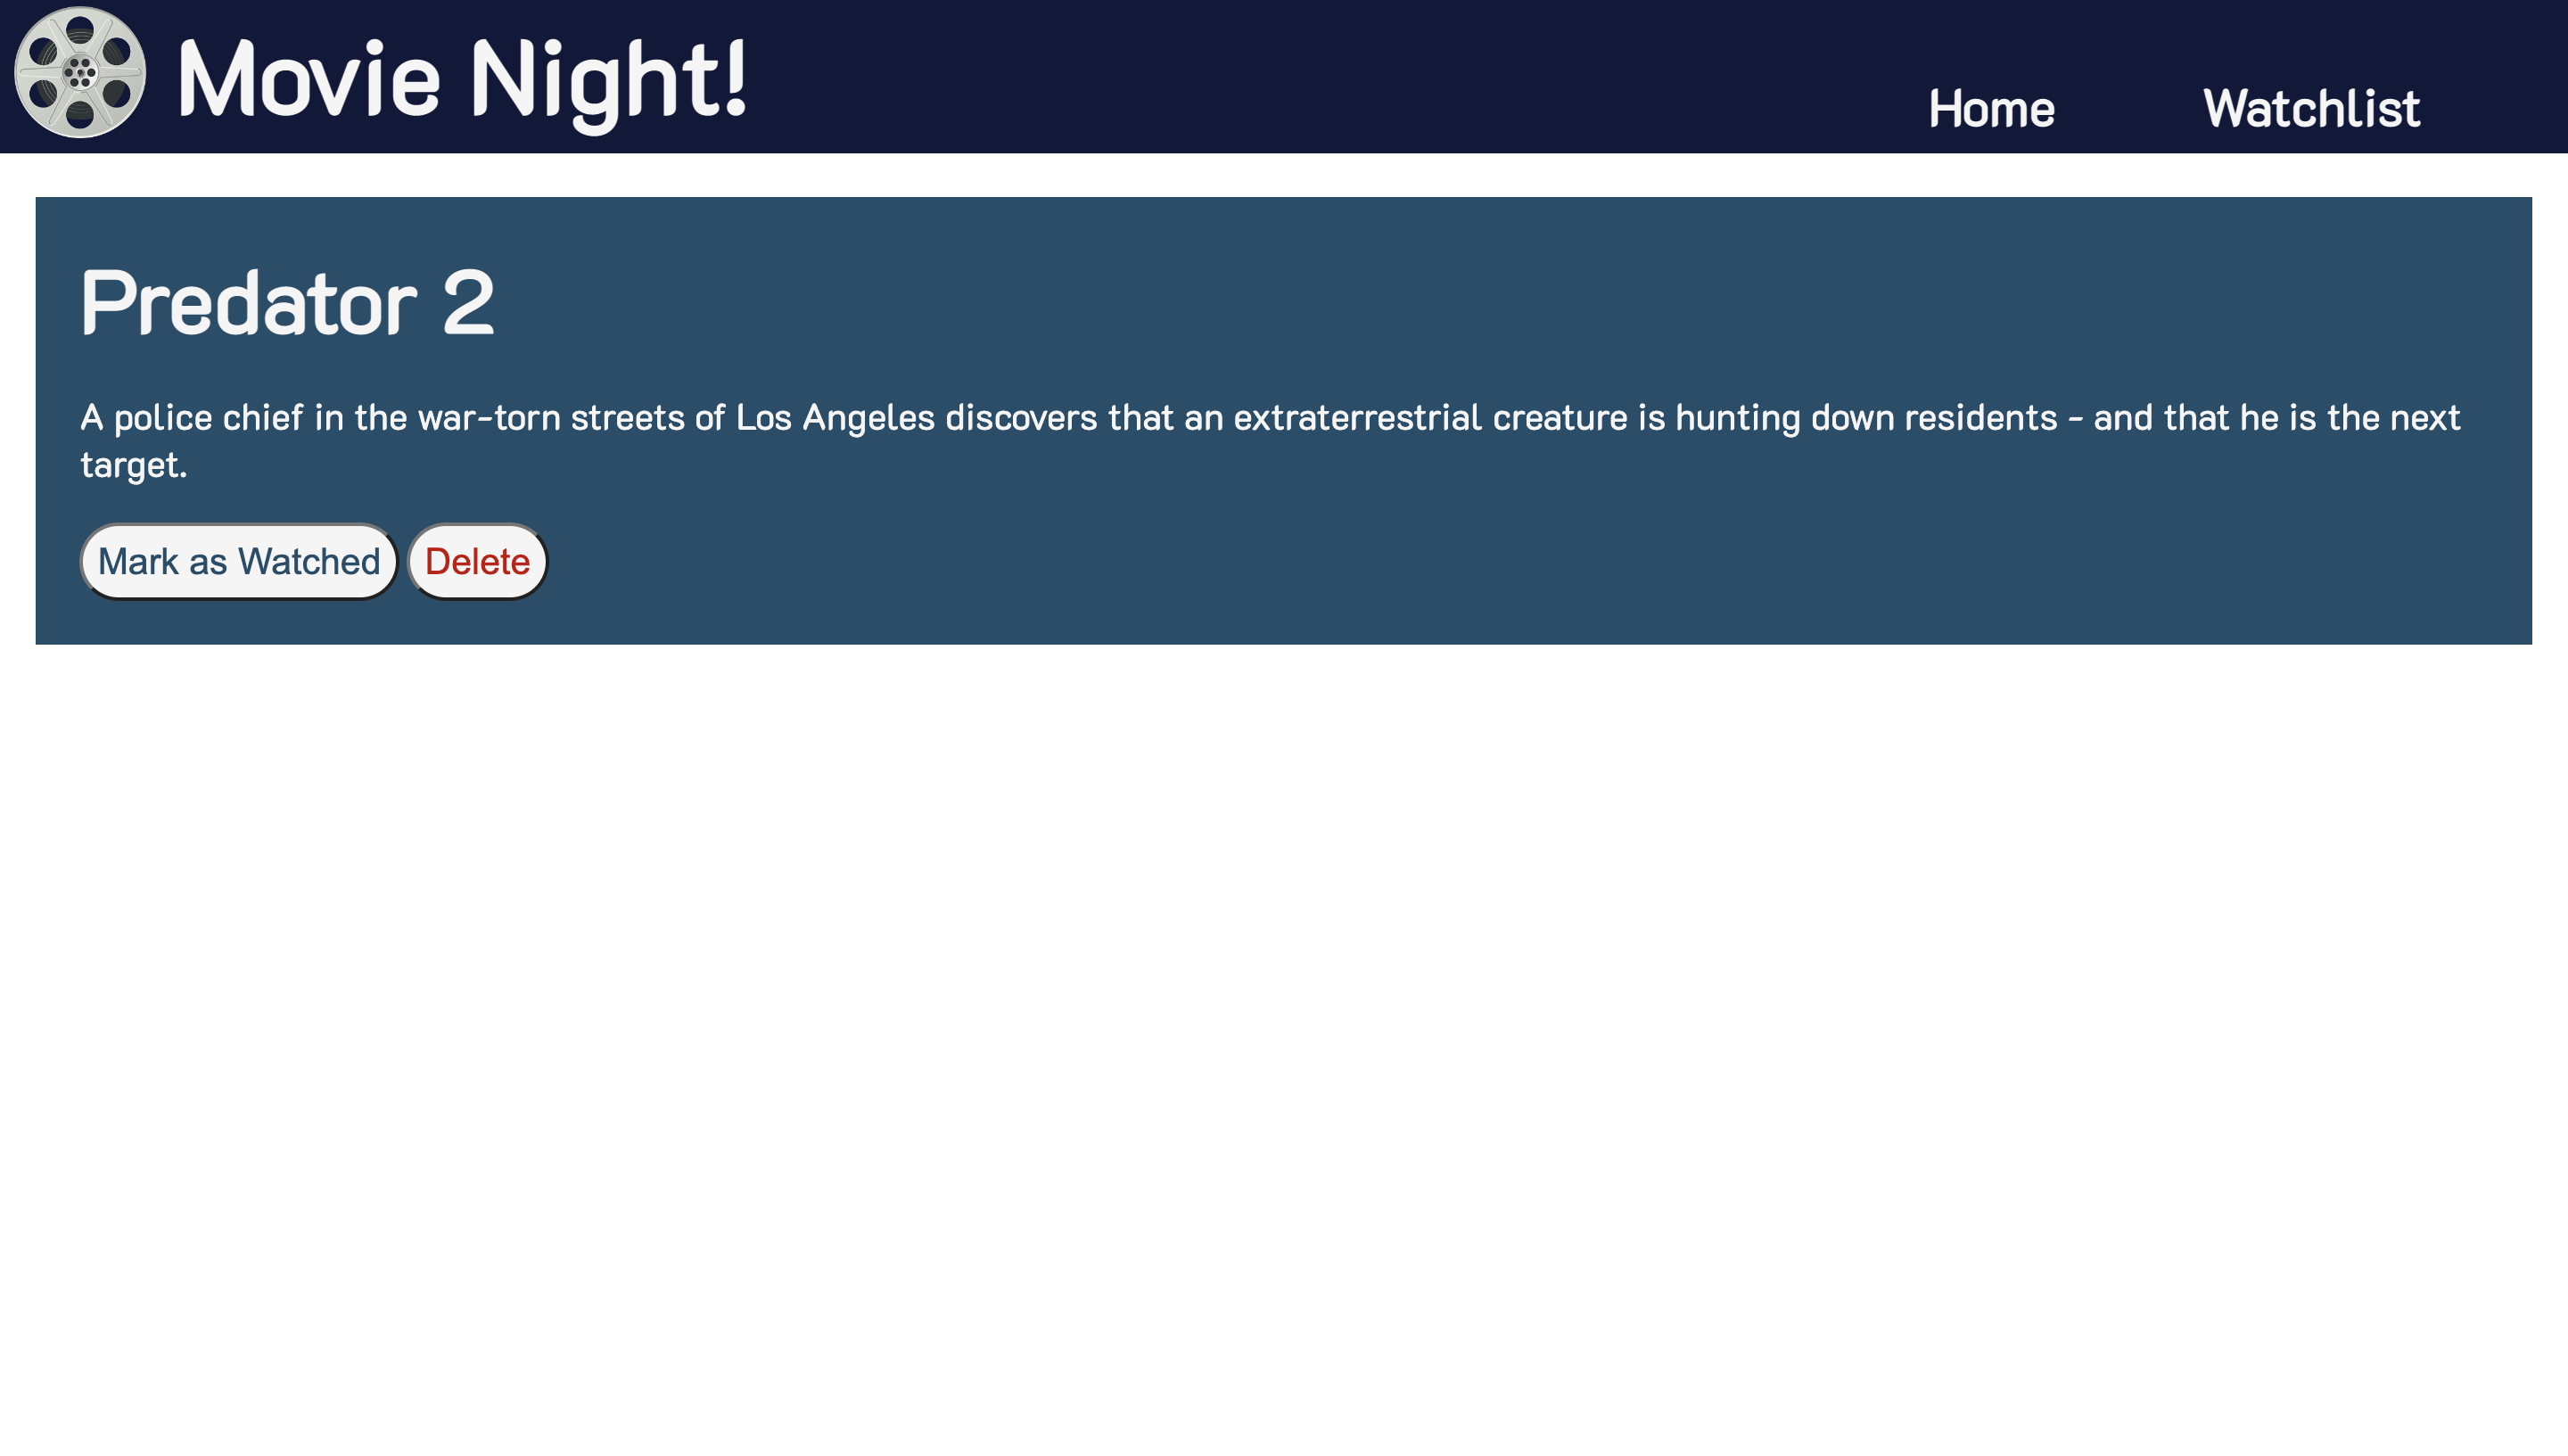 Movie Night!
Home
Watchlist
Predator 2
A police chief in the war-torn streets of Los Angeles discovers that an extraterrestrial creature is hunting down residents - and that he is the next
target.
Mark as Watched
Delete